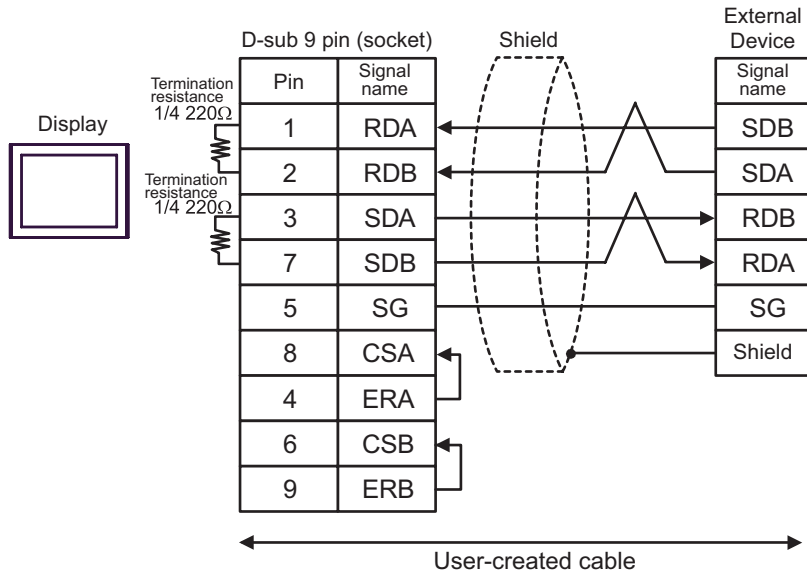 External
Device
D-sub 9 pin (socket)
Shield
Pin
Signal
name
Signal
name
Termination
resistance
1/4 220Ω
Display
1 RDA SDB
2 RDB SDA
Termination
resistance
1/4 220Ω
3 SDA RDB
7 SDB RDA
5 SG SG
8 CSA Shield
4 ERA
6 CSB
9 ERB
User-created cable